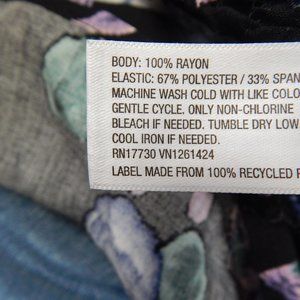 BODY: 100% RAYON
ELASTIC: 67% POLYESTER / 33% SPAN
MACHINE WASH COLD WITH LIKE COLO
GENTLE CYCLE. ONLY NON-CHLORINE
BLEACH IF NEEDED. TUMBLE DRY LOW
COOL IRON IF NEEDED.
RN17730 VN1261424
LABEL MADE FROM 100% RECYCLED